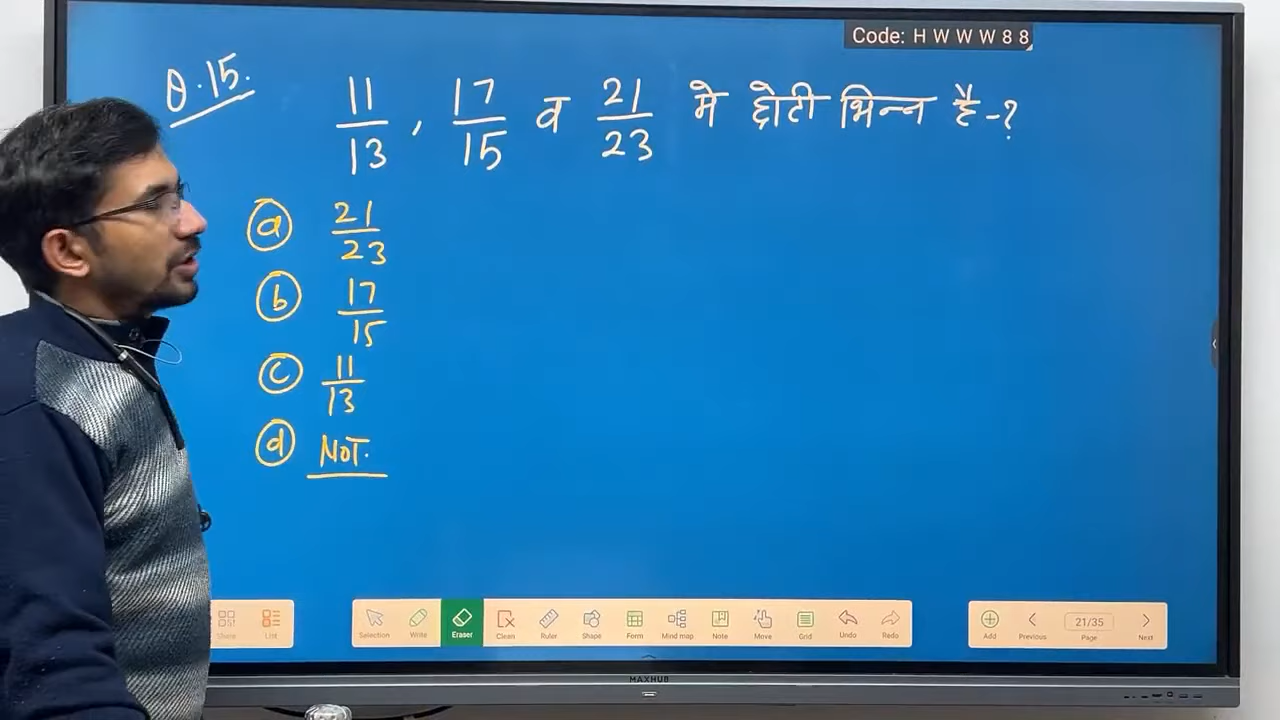 Code: H W W W 8 8
Q.15. 11/13, 17/15 व 21/23 मे छोटी भिन्न है-?
(a) 21/23
(b) 17/15
(c) 11/13
(d) NOT.
Share List
Selection Write Eraser Clean Ruler Shape Form Mind map Note Move Grid Undo Redo
Add Previous 21/35 Page Next
MAXHUB